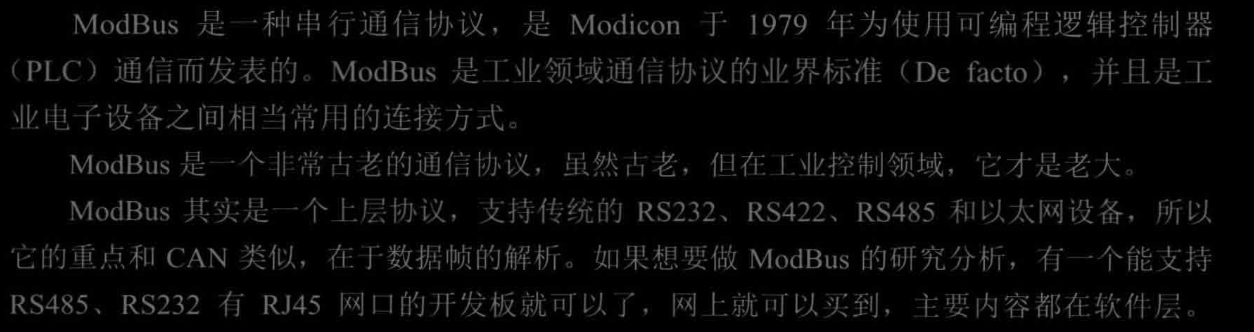 ModBus 是一种串行通信协议，是 Modicon 于 1979 年为使用可编程逻辑控制器
（PLC）通信而发表的。ModBus 是工业领域通信协议的业界标准（De facto），并且是工
业电子设备之间相当常用的连接方式。
ModBus 是一个非常古老的通信协议，虽然古老，但在工业控制领域，它才是老大。
ModBus 其实是一个上层协议，支持传统的 RS232、RS422、RS485 和以太网设备，所以
它的重点和 CAN 类似，在于数据帧的解析。如果想要做 ModBus 的研究分析，有一个能支持
RS485、RS232 有 RJ45 网口的开发板就可以了，网上就可以买到，主要内容都在软件层。